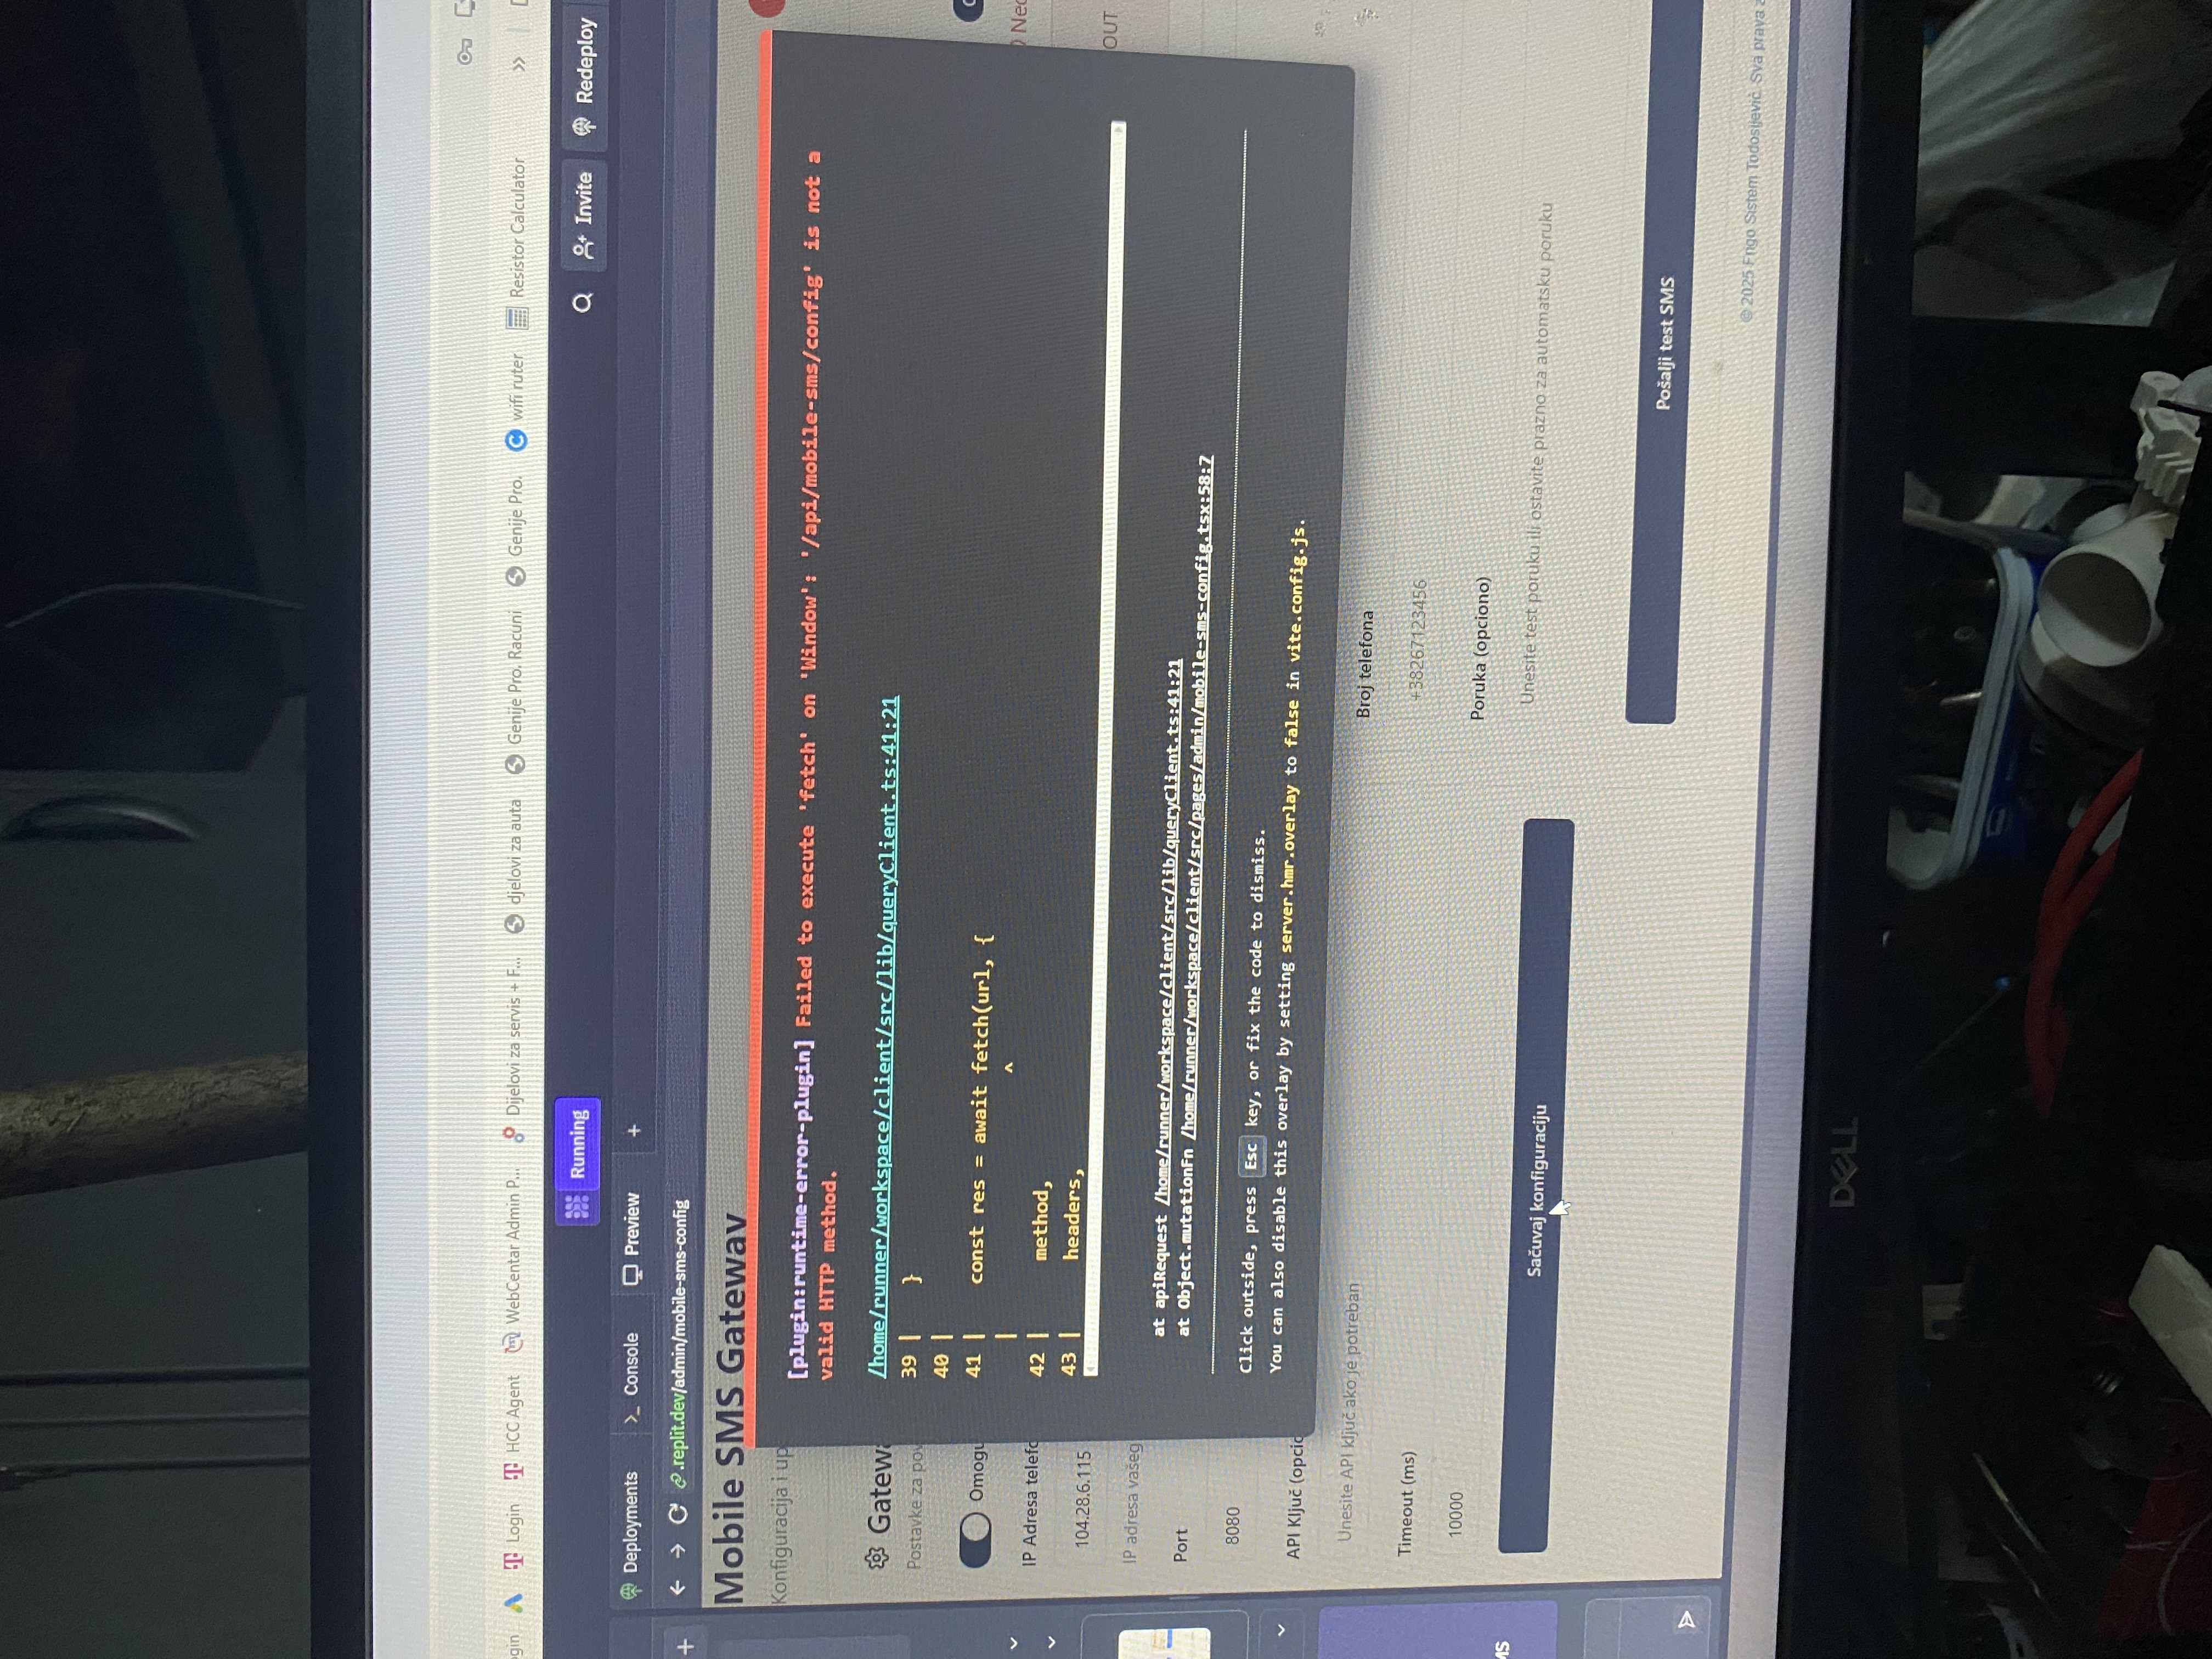 gin
Login
HCC Agent
WebCentar Admin P...
Dijelovi za servis + F...
djelovi za auta
Genije Pro. Racuni
Genije Pro.
wifi ruter
Resistor Calculator
»
Running
Invite
Redeploy
Deployments
>_ Console
Preview
+
.replit.dev/admin/mobile-sms-config
Mobile SMS Gateway
Konfiguracija i up
[plugin:runtime-error-plugin] Failed to execute 'fetch' on 'Window': '/api/mobile-sms/config' is not a
valid HTTP method.
/home/runner/workspace/client/src/lib/queryClient.ts:41:21
39 | }
40 |
41 | const res = await fetch(url, {
| ^
42 | method,
43 | headers,
at apiRequest /home/runner/workspace/client/src/lib/queryClient.ts:41:21
at Object.mutationFn /home/runner/workspace/client/src/pages/admin/mobile-sms-config.tsx:58:7
Click outside, press Esc key, or fix the code to dismiss.
You can also disable this overlay by setting server.hmr.overlay to false in vite.config.js.
Gatewa
Postavke za pov
Omogu
IP Adresa telefo
104.28.6.115
IP adresa vašeg
Port
8080
API Ključ (opcio
Unesite API ključ ako je potreban
Timeout (ms)
10000
Sačuvaj konfiguraciju
Ned
OUT
Broj telefona
+38267123456
Poruka (opciono)
Unesite test poruku ili ostavite prazno za automatsku poruku
Pošalji test SMS
© 2025 Frigo Sistem Todosijević. Sva prava z
MS
DELL